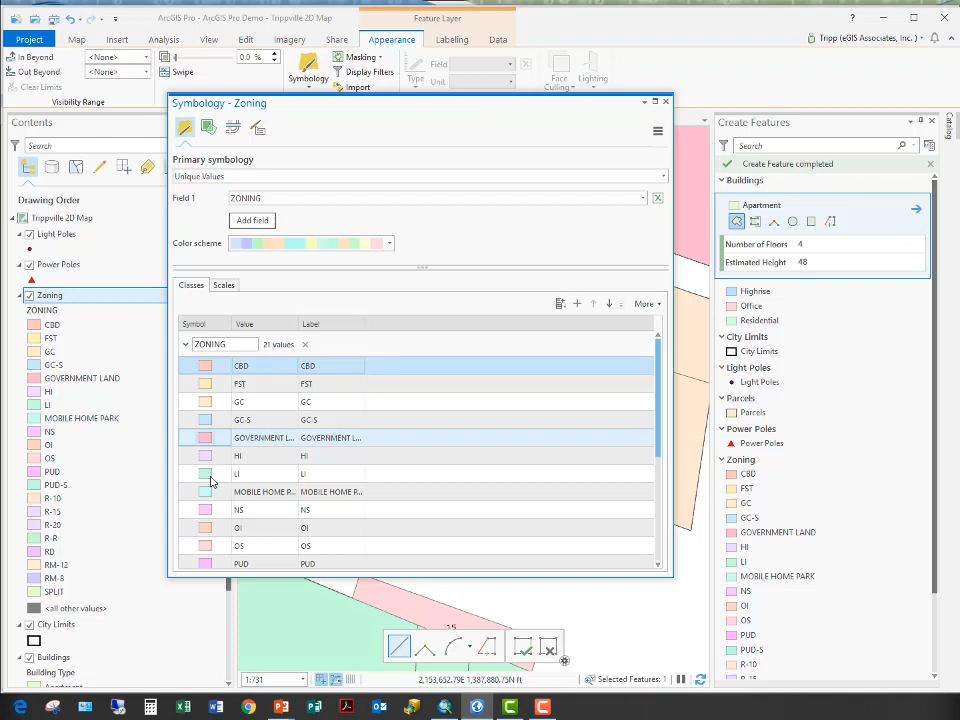 ArcGIS Pro - ArcGIS Pro Demo - Trippville 2D Map
Feature Layer
?
Project Map Insert Analysis View Edit Imagery Share Appearance Labeling Data
Tripp (eGIS Associates, Inc.)
In Beyond <None>
Out Beyond <None>
Clear Limits
Visibility Range
0.0 %
Swipe
Symbology
Masking
Display Filters
Import
Type
Field
Unit
Face Culling
Lighting
Contents
Search
Drawing Order
Trippville 2D Map
Light Poles
Power Poles
Zoning
ZONING
CBD
FST
GC
GC-S
GOVERNMENT LAND
HI
LI
MOBILE HOME PARK
NS
OI
OS
PUD
PUD-S
R-10
R-15
R-20
R-R
RD
RM-12
RM-8
SPLIT
<all other values>
City Limits
Buildings
Building Type
Symbology - Zoning
Primary symbology
Unique Values
Field 1 ZONING
Add field
Color scheme
Classes Scales
More
Symbol Value Label
ZONING 21 values
CBD CBD
FST FST
GC GC
GC-S GC-S
GOVERNMENT L... GOVERNMENT L...
HI HI
LI LI
MOBILE HOME P... MOBILE HOME P...
NS NS
OI OI
OS OS
PUD PUD
15
1:731
2,153,652.79E 1,387,880.75N ft
Selected Features: 1
Catalog
Create Features
Search
Create Feature completed
Buildings
Apartment
Number of Floors 4
Estimated Height 48
Highrise
Office
Residential
City Limits
City Limits
Light Poles
Light Poles
Parcels
Parcels
Power Poles
Power Poles
Zoning
CBD
FST
GC
GC-S
GOVERNMENT LAND
HI
LI
MOBILE HOME PARK
NS
OI
OS
PUD
PUD-S
R-10